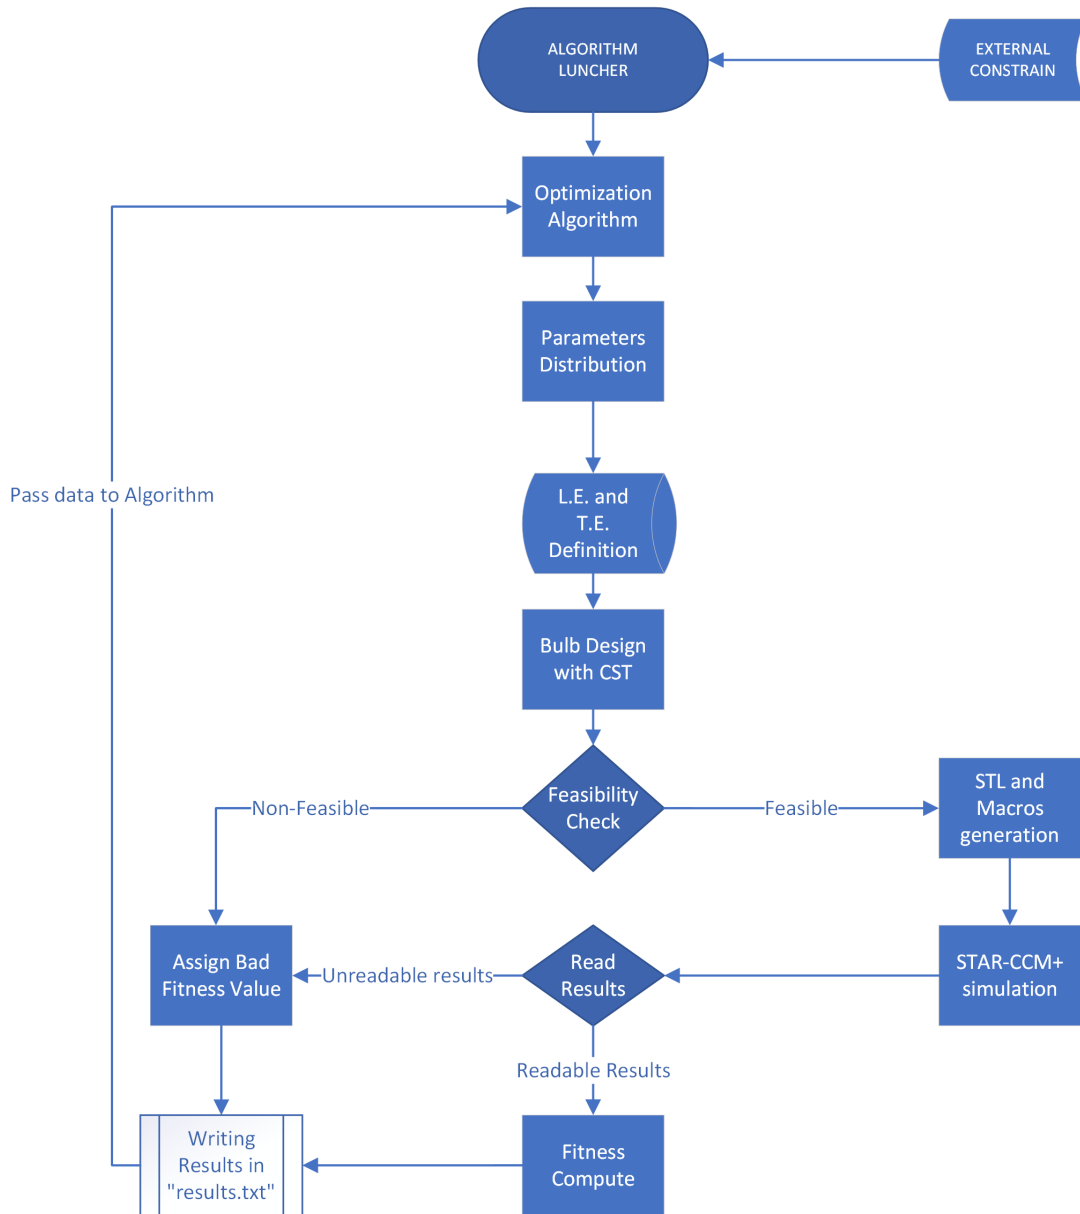 ALGORITHM
LUNCHER
EXTERNAL
CONSTRAIN
Optimization
Algorithm
Parameters
Distribution
Pass data to Algorithm
L.E. and
T.E.
Definition
Bulb Design
with CST
Feasibility
Check
Non-Feasible
Feasible
STL and
Macros
generation
Assign Bad
Fitness Value
Unreadable results
Read
Results
STAR-CCM+
simulation
Readable Results
Writing
Results in
"results.txt"
Fitness
Compute